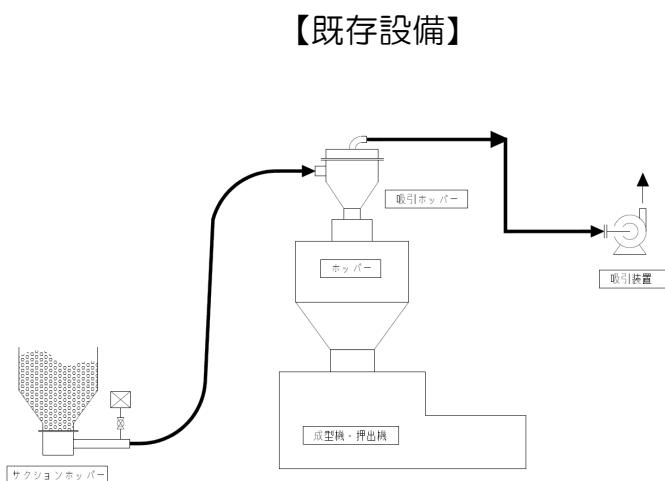 【既存設備】
吸引ホッパー
ホッパー
吸引装置
成型機・押出機
サクションホッパー